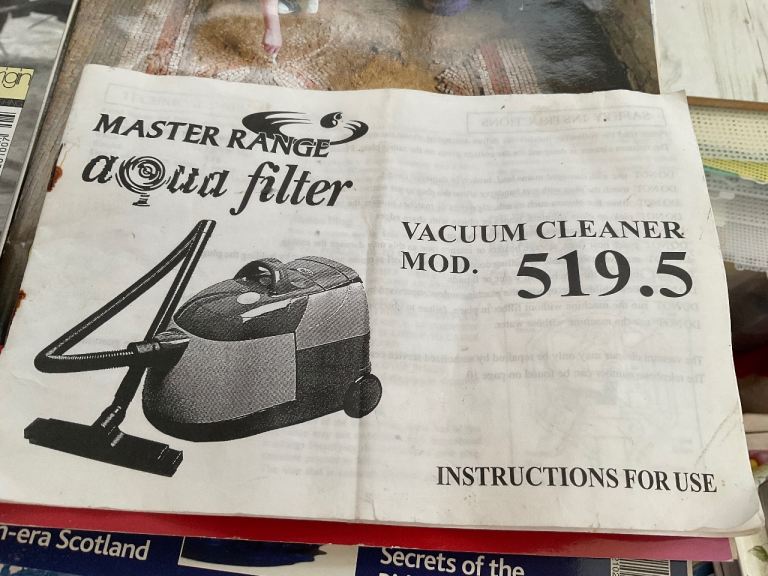 MASTER RANGE
aqua filter
VACUUM CLEANER
MOD. 519.5
INSTRUCTIONS FOR USE
n-era Scotland
Secrets of the